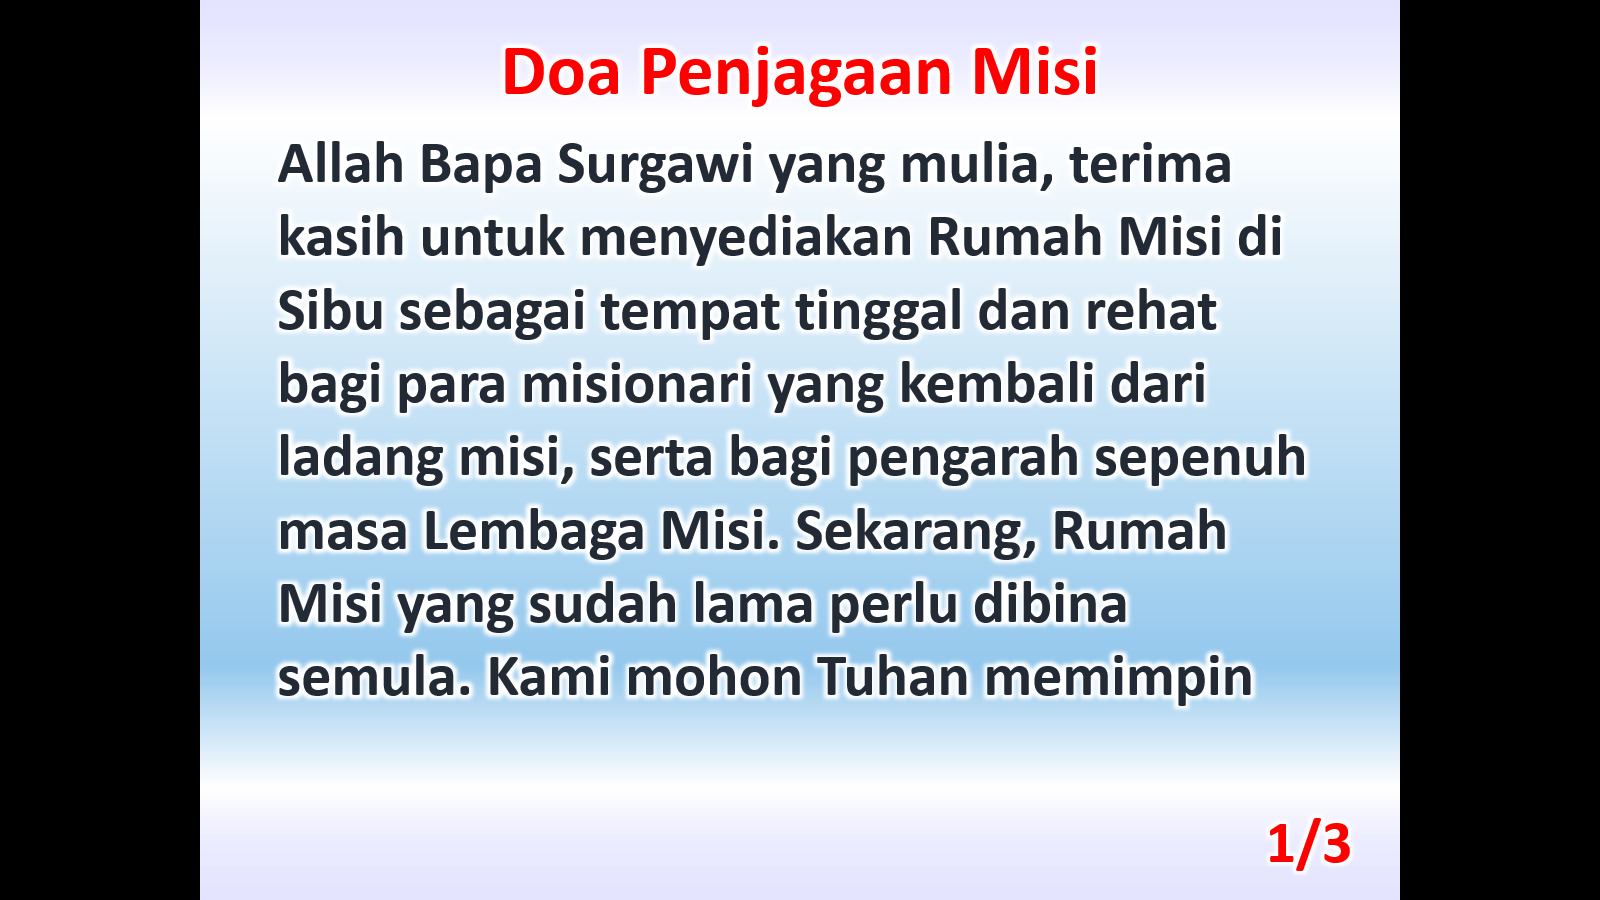 Doa Penjagaan Misi
Allah Bapa Surgawi yang mulia, terima
kasih untuk menyediakan Rumah Misi di
Sibu sebagai tempat tinggal dan rehat
bagi para misionari yang kembali dari
ladang misi, serta bagi pengarah sepenuh
masa Lembaga Misi. Sekarang, Rumah
Misi yang sudah lama perlu dibina
semula. Kami mohon Tuhan memimpin
1/3